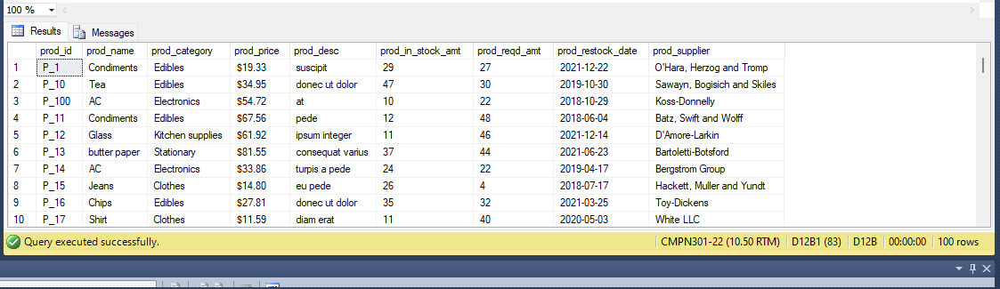 100 %
Results Messages
prod_id prod_name prod_category prod_price prod_desc prod_in_stock_amt prod_reqd_amt prod_restock_date prod_supplier
1 P_1 Condiments Edibles $19.33 suscipit 29 27 2021-12-22 O'Hara, Herzog and Tromp
2 P_10 Tea Edibles $34.95 donec ut dolor 47 30 2019-10-30 Sawayn, Bogisich and Skiles
3 P_100 AC Electronics $54.72 at 10 22 2018-10-29 Koss-Donnelly
4 P_11 Condiments Edibles $67.56 pede 12 48 2018-06-04 Batz, Swift and Wolff
5 P_12 Glass Kitchen supplies $61.92 ipsum integer 11 46 2021-12-14 D'Amore-Larkin
6 P_13 butter paper Stationary $81.55 consequat varius 37 44 2021-06-23 Bartoletti-Botsford
7 P_14 AC Electronics $33.86 turpis a pede 24 22 2019-04-17 Bergstrom Group
8 P_15 Jeans Clothes $14.80 eu pede 26 4 2018-07-17 Hackett, Muller and Yundt
9 P_16 Chips Edibles $27.81 donec ut dolor 35 32 2021-03-25 Toy-Dickens
10 P_17 Shirt Clothes $11.59 diam erat 11 40 2020-05-03 White LLC
Query executed successfully. CMPN301-22 (10.50 RTM) D12B1 (83) D12B 00:00:00 100 rows